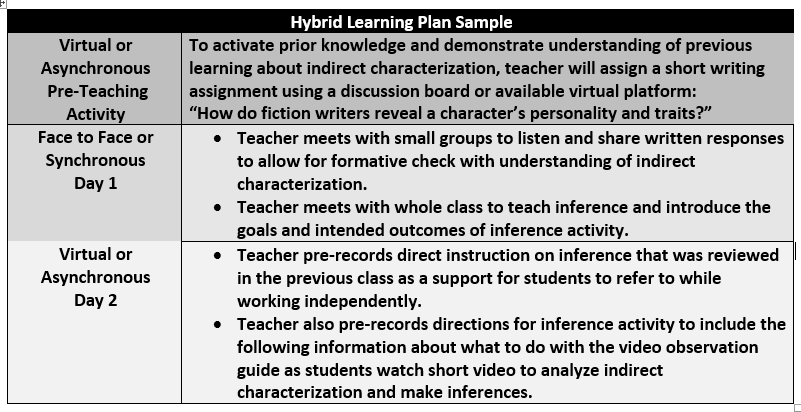 Hybrid Learning Plan Sample
Virtual or
Asynchronous
Pre-Teaching
Activity
To activate prior knowledge and demonstrate understanding of previous
learning about indirect characterization, teacher will assign a short writing
assignment using a discussion board or available virtual platform:
“How do fiction writers reveal a character’s personality and traits?”
Face to Face or
Synchronous
Day 1
• Teacher meets with small groups to listen and share written responses
to allow for formative check with understanding of indirect
characterization.
• Teacher meets with whole class to teach inference and introduce the
goals and intended outcomes of inference activity.
Virtual or
Asynchronous
Day 2
• Teacher pre-records direct instruction on inference that was reviewed
in the previous class as a support for students to refer to while
working independently.
• Teacher also pre-records directions for inference activity to include the
following information about what to do with the video observation
guide as students watch short video to analyze indirect
characterization and make inferences.